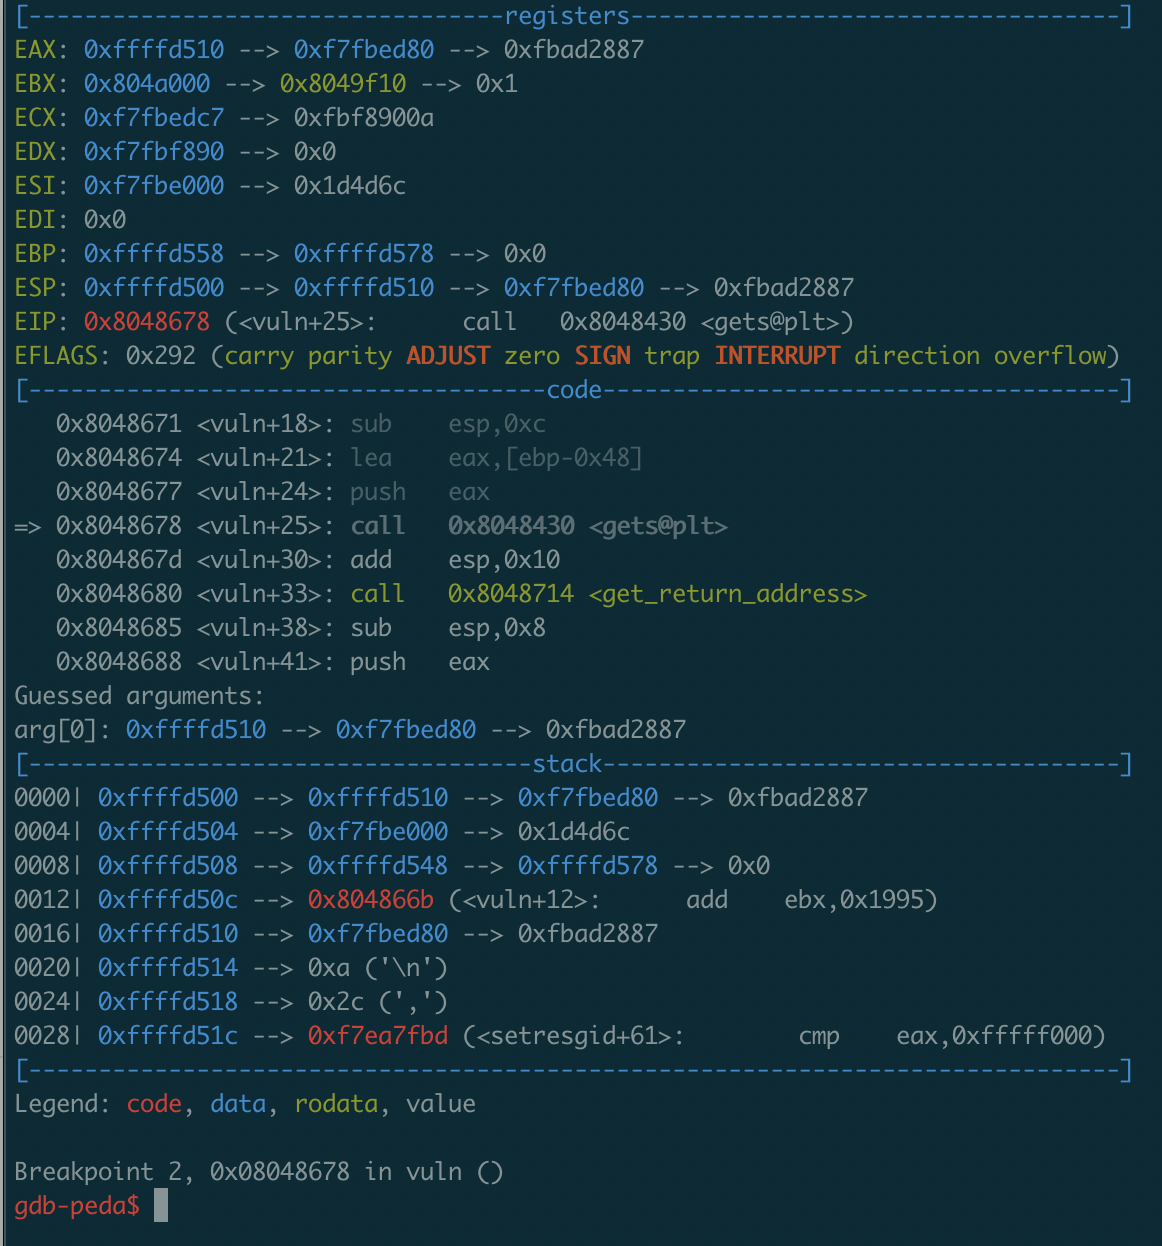 [----------------------------------registers-----------------------------------]
EAX: 0xffffd510 --> 0xf7fbed80 --> 0xfbad2887
EBX: 0x804a000 --> 0x8049f10 --> 0x1
ECX: 0xf7fbedc7 --> 0xfbf8900a
EDX: 0xf7fbf890 --> 0x0
ESI: 0xf7fbe000 --> 0x1d4d6c
EDI: 0x0
EBP: 0xffffd558 --> 0xffffd578 --> 0x0
ESP: 0xffffd500 --> 0xffffd510 --> 0xf7fbed80 --> 0xfbad2887
EIP: 0x8048678 (<vuln+25>:      call   0x8048430 <gets@plt>)
EFLAGS: 0x292 (carry parity ADJUST zero SIGN trap INTERRUPT direction overflow)
[-------------------------------------code-------------------------------------]
   0x8048671 <vuln+18>: sub    esp,0xc
   0x8048674 <vuln+21>: lea    eax,[ebp-0x48]
   0x8048677 <vuln+24>: push   eax
=> 0x8048678 <vuln+25>: call   0x8048430 <gets@plt>
   0x804867d <vuln+30>: add    esp,0x10
   0x8048680 <vuln+33>: call   0x8048714 <get_return_address>
   0x8048685 <vuln+38>: sub    esp,0x8
   0x8048688 <vuln+41>: push   eax
Guessed arguments:
arg[0]: 0xffffd510 --> 0xf7fbed80 --> 0xfbad2887
[------------------------------------stack-------------------------------------]
0000| 0xffffd500 --> 0xffffd510 --> 0xf7fbed80 --> 0xfbad2887
0004| 0xffffd504 --> 0xf7fbe000 --> 0x1d4d6c
0008| 0xffffd508 --> 0xffffd548 --> 0xffffd578 --> 0x0
0012| 0xffffd50c --> 0x804866b (<vuln+12>:      add    ebx,0x1995)
0016| 0xffffd510 --> 0xf7fbed80 --> 0xfbad2887
0020| 0xffffd514 --> 0xa ('\n')
0024| 0xffffd518 --> 0x2c (',')
0028| 0xffffd51c --> 0xf7ea7fbd (<setresgid+61>:        cmp    eax,0xfffff000)
[------------------------------------------------------------------------------]
Legend: code, data, rodata, value
Breakpoint 2, 0x08048678 in vuln ()
gdb-peda$